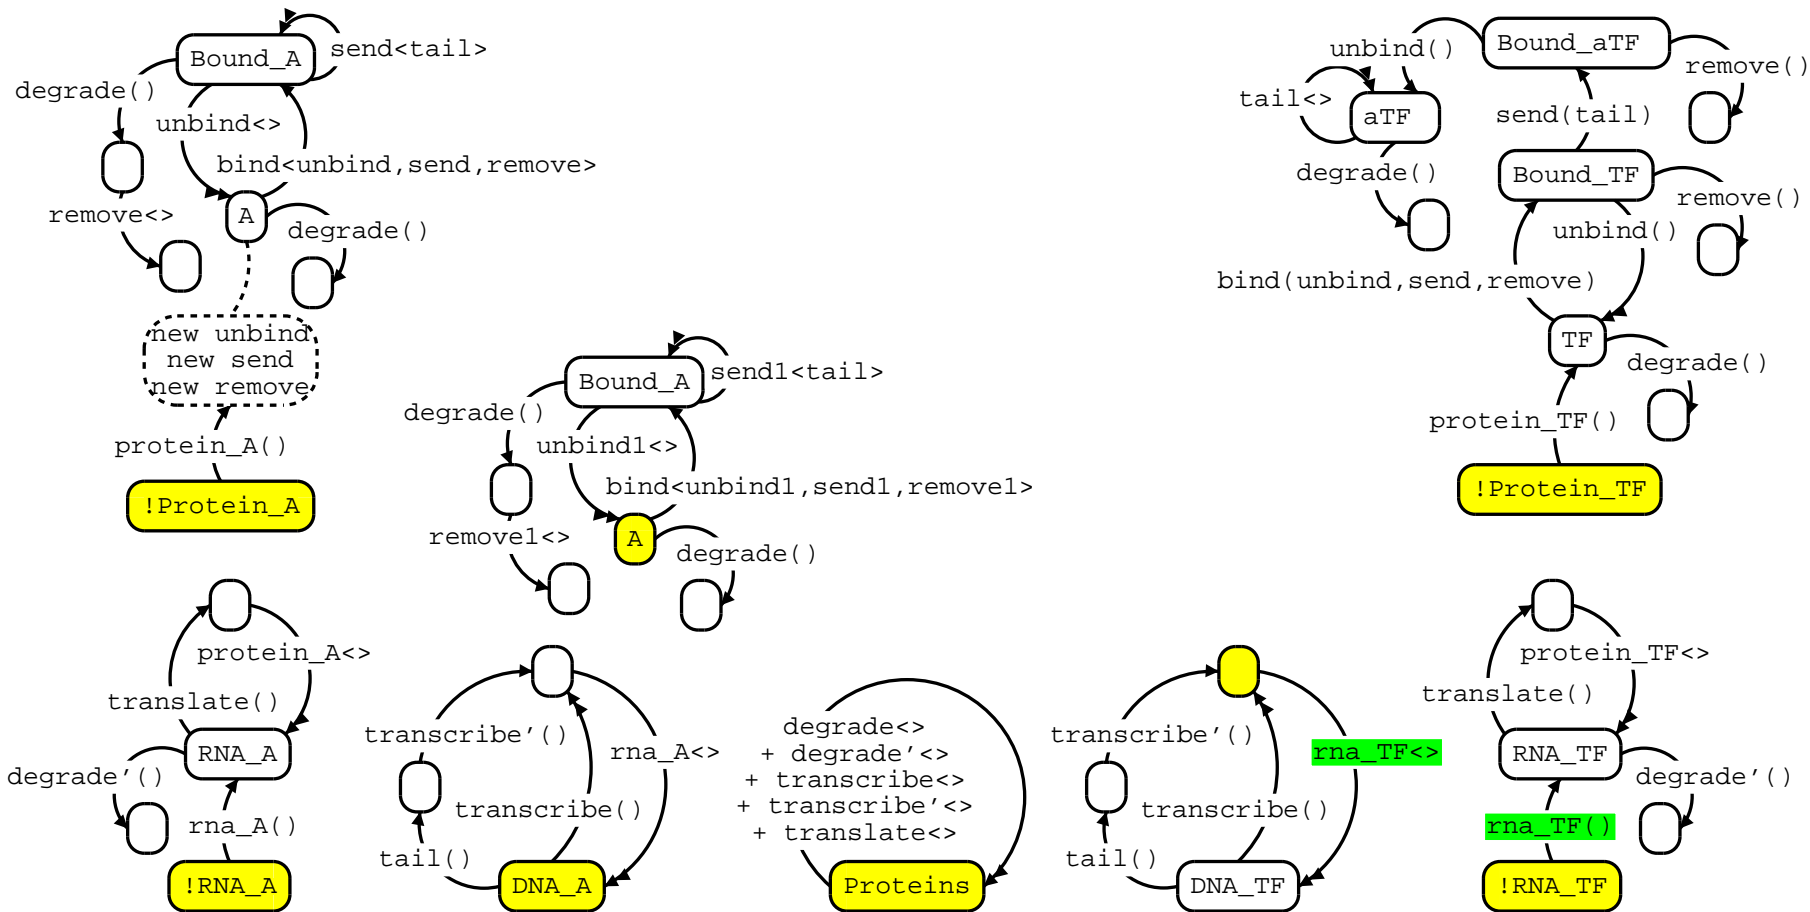 Bound_A
send<tail>
degrade()
unbind<>
bind<unbind,send,remove>
remove<>
A
degrade()
new unbind
new send
new remove
protein_A()
!Protein_A
Bound_A
send1<tail>
degrade()
unbind1<>
bind<unbind1,send1,remove1>
remove1<>
A
degrade()
unbind()
Bound_aTF
remove()
tail<>
aTF
send(tail)
degrade()
Bound_TF
remove()
unbind()
bind(unbind,send,remove)
TF
degrade()
protein_TF()
!Protein_TF
protein_A<>
translate()
RNA_A
degrade'()
rna_A()
!RNA_A
transcribe'()
rna_A<>
transcribe()
tail()
DNA_A
degrade<>
+ degrade'<>
+ transcribe<>
+ transcribe'<>
+ translate<>
Proteins
transcribe'()
rna_TF<>
transcribe()
tail()
DNA_TF
protein_TF<>
translate()
RNA_TF
degrade'()
rna_TF()
!RNA_TF